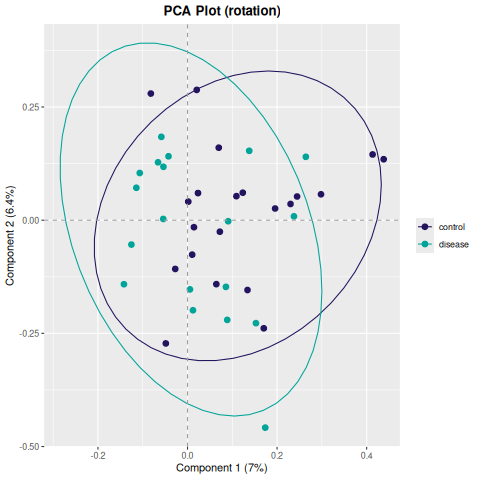 PCA Plot (rotation)
Component 2 (6.4%)
0.25
0.00
-0.25
-0.50
-0.2
0.0
0.2
0.4
Component 1 (7%)
control
disease